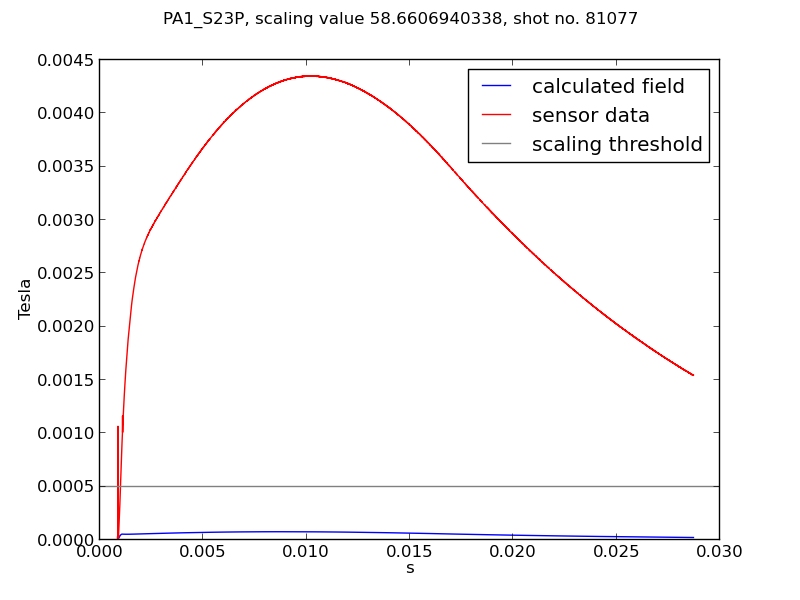 PA1_S23P, scaling value 58.6606940338, shot no. 81077
calculated field
sensor data
scaling threshold
Tesla
0.0045
0.0040
0.0035
0.0030
0.0025
0.0020
0.0015
0.0010
0.0005
0.0000
0.000 0.005 0.010 0.015 0.020 0.025 0.030
s